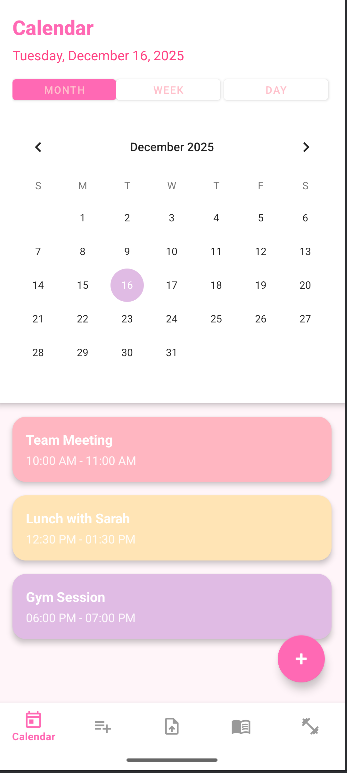 Calendar
Tuesday, December 16, 2025
MONTH WEEK DAY
December 2025
S M T W T F S
1 2 3 4 5 6
7 8 9 10 11 12 13
14 15 16 17 18 19 20
21 22 23 24 25 26 27
28 29 30 31
Team Meeting
10:00 AM - 11:00 AM
Lunch with Sarah
12:30 PM - 01:30 PM
Gym Session
06:00 PM - 07:00 PM
+
Calendar